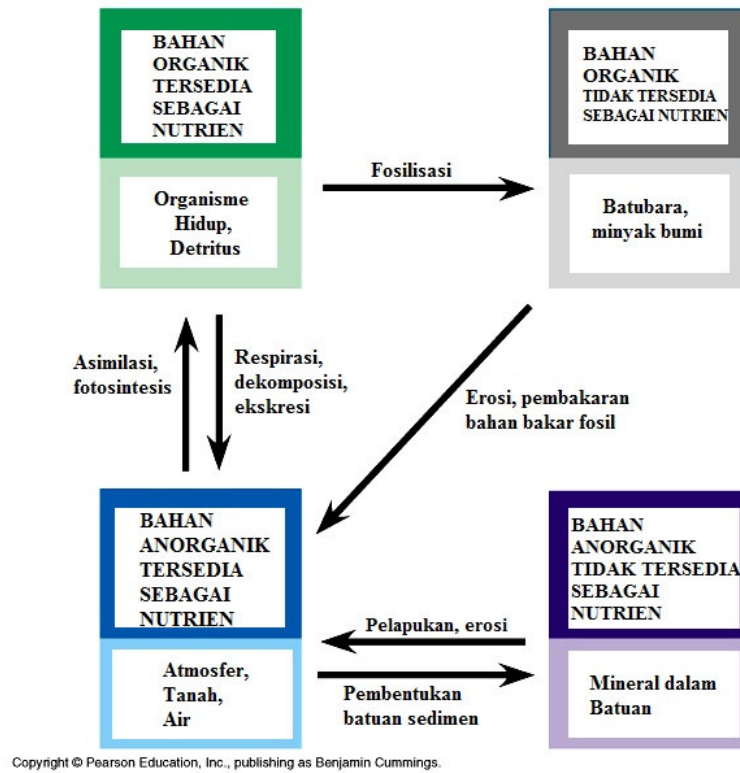 BAHAN
ORGANIK
TERSEDIA
SEBAGAI
NUTRIEN
Organisme
Hidup,
Detritus
Fosilisasi
BAHAN
ORGANIK
TIDAK TERSEDIA
SEBAGAI NUTRIEN
Batubara,
minyak bumi
Asimilasi,
fotosintesis
Respirasi,
dekomposisi,
ekskresi
Erosi, pembakaran
bahan bakar fosil
BAHAN
ANORGANIK
TERSEDIA
SEBAGAI
NUTRIEN
Atmosfer,
Tanah,
Air
Pelapukan, erosi
Pembentukan
batuan sedimen
BAHAN
ANORGANIK
TIDAK TERSEDIA
SEBAGAI
NUTRIEN
Mineral dalam
Batuan
Copyright © Pearson Education, Inc., publishing as Benjamin Cummings.